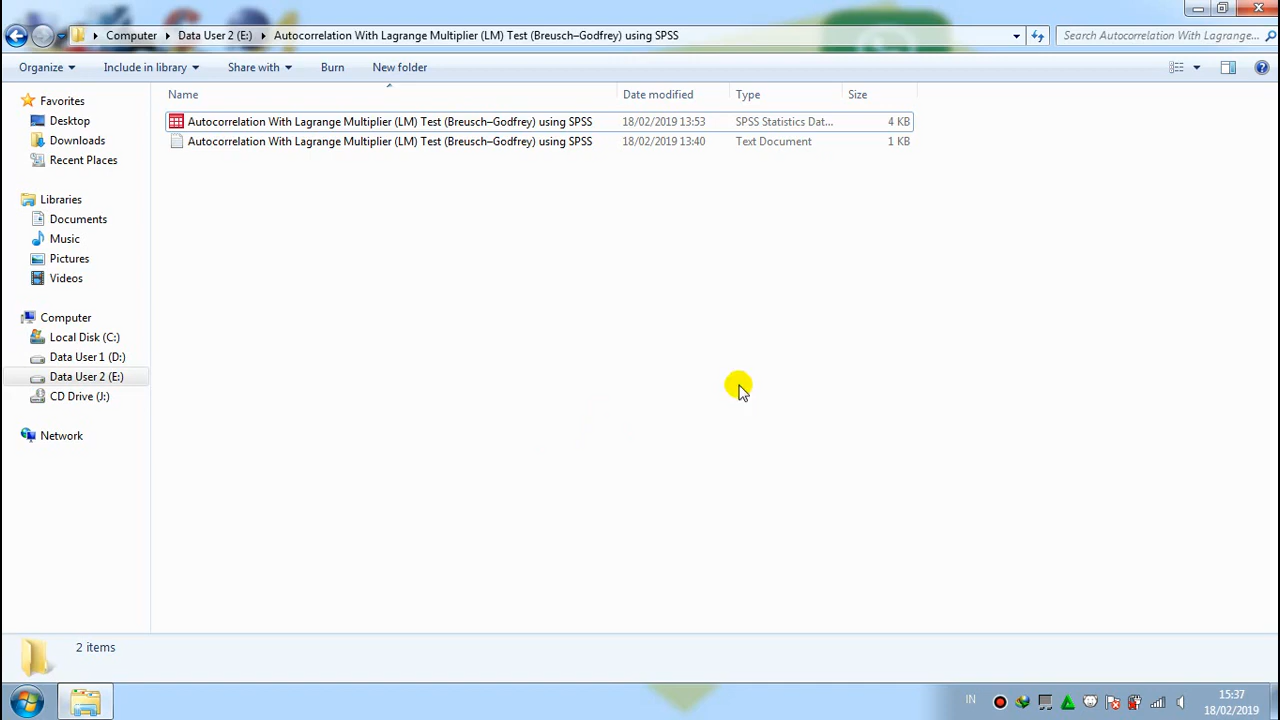 Computer Data User 2 (E:) Autocorrelation With Lagrange Multiplier (LM) Test (Breusch–Godfrey) using SPSS Search Autocorrelation With Lagrange...
Organize Include in library Share with Burn New folder
Name Date modified Type Size
Favorites
Desktop
Downloads
Recent Places
Libraries
Documents
Music
Pictures
Videos
Computer
Local Disk (C:)
Data User 1 (D:)
Data User 2 (E:)
CD Drive (J:)
Network
Autocorrelation With Lagrange Multiplier (LM) Test (Breusch–Godfrey) using SPSS 18/02/2019 13:53 SPSS Statistics Dat... 4 KB
Autocorrelation With Lagrange Multiplier (LM) Test (Breusch–Godfrey) using SPSS 18/02/2019 13:40 Text Document 1 KB
2 items
IN 15:37
18/02/2019